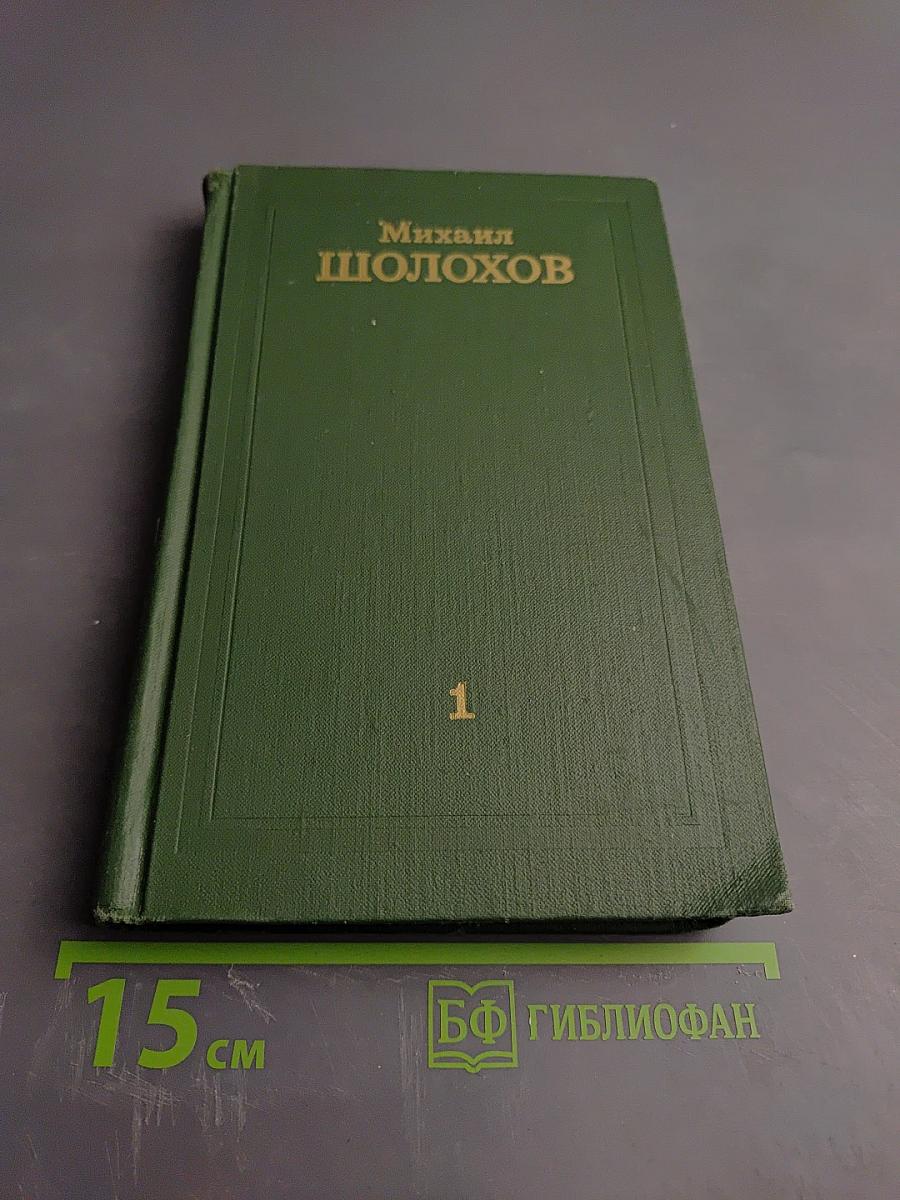 Михаил
ШОЛОХОВ
1
15 см
БФ ГИБЛИОФАН